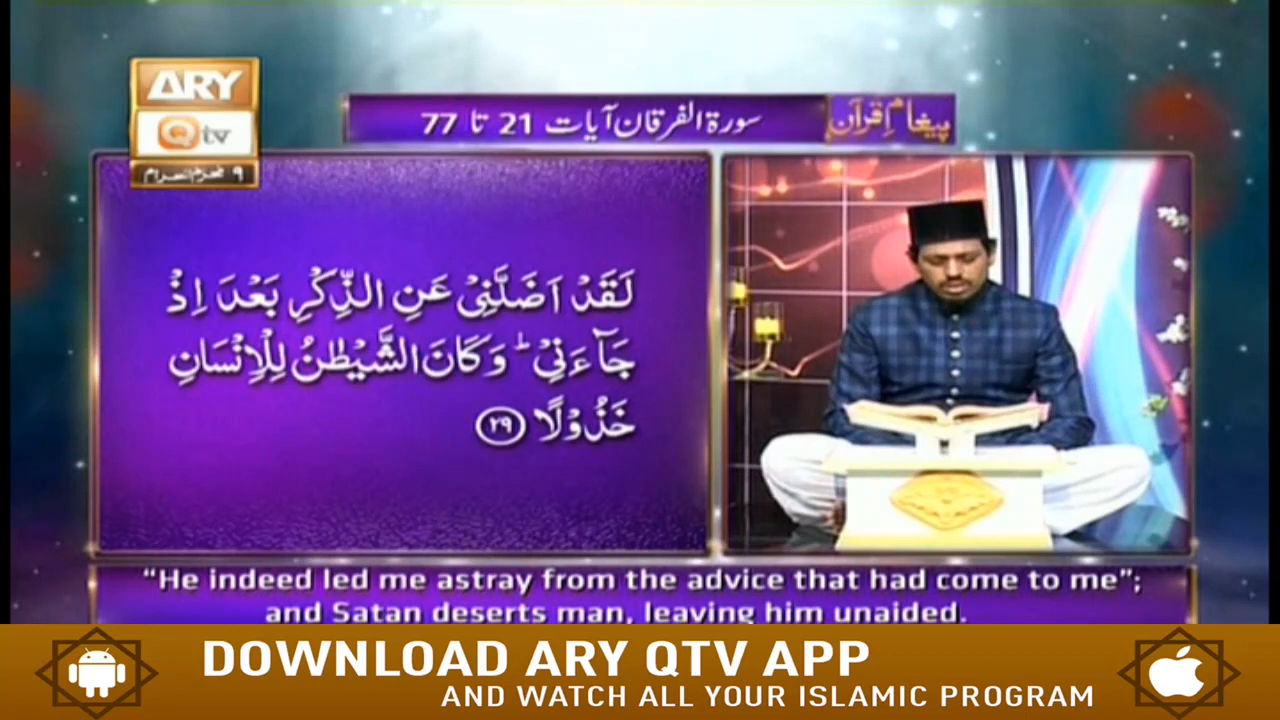 ARY
Qtv
۹ محرم الحرام
پیغامِ قرآن
سورۃ الفرقان آیات 21 تا 77
لَقَدۡ اَضَلَّنِیۡ عَنِ الذِّکۡرِ بَعۡدَ اِذۡ
جَآءَنِیۡ ؕ وَ کَانَ الشَّیۡطٰنُ لِلۡاِنۡسَانِ
خَذُوۡلًا ﴿۲۹﴾
“He indeed led me astray from the advice that had come to me”;
and Satan deserts man, leaving him unaided.
DOWNLOAD ARY QTV APP
AND WATCH ALL YOUR ISLAMIC PROGRAM